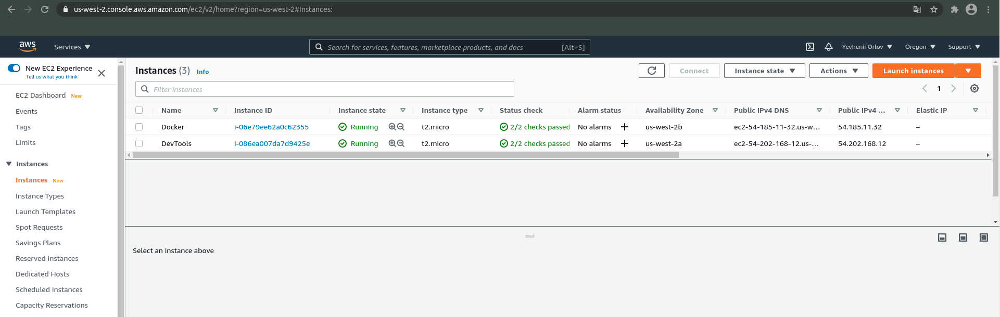 us-west-2.console.aws.amazon.com/ec2/v2/home?region=us-west-2#Instances:
aws Services Search for services, features, marketplace products, and docs [Alt+S] Yevhenii Orlov Oregon Support
New EC2 Experience
Tell us what you think
EC2 Dashboard New
Events
Tags
Limits
Instances
Instances New
Instance Types
Launch Templates
Spot Requests
Savings Plans
Reserved Instances
Dedicated Hosts
Scheduled Instances
Capacity Reservations
Instances (3) Info Connect Instance state Actions Launch instances
Filter instances 1
Name Instance ID Instance state Instance type Status check Alarm status Availability Zone Public IPv4 DNS Public IPv4 ... Elastic IP
Docker i-06e79ee62a0c62355 Running t2.micro 2/2 checks passed No alarms + us-west-2b ec2-54-185-11-32.us-w... 54.185.11.32 –
DevTools i-086ea007da7d9425e Running t2.micro 2/2 checks passed No alarms + us-west-2a ec2-54-202-168-12.us-... 54.202.168.12 –
Select an instance above